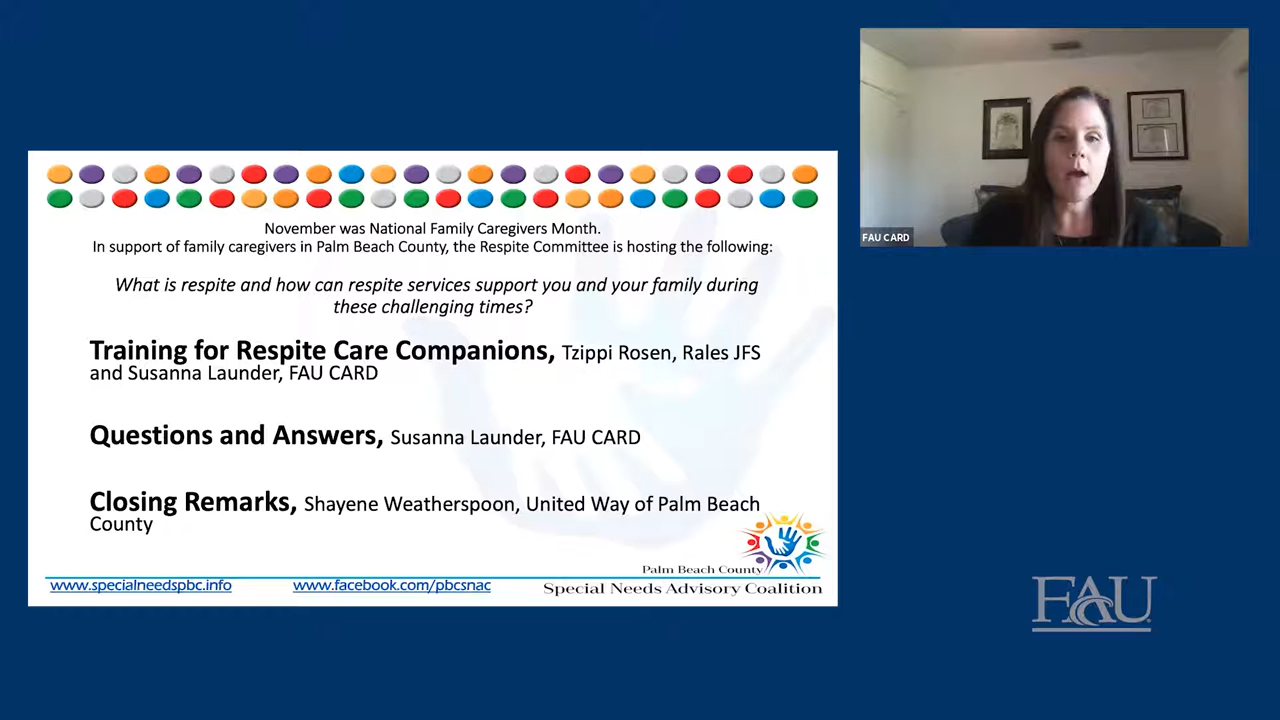 November was National Family Caregivers Month.
In support of family caregivers in Palm Beach County, the Respite Committee is hosting the following:
What is respite and how can respite services support you and your family during
these challenging times?
Training for Respite Care Companions, Tzippi Rosen, Rales JFS
and Susanna Launder, FAU CARD
Questions and Answers, Susanna Launder, FAU CARD
Closing Remarks, Shayene Weatherspoon, United Way of Palm Beach
County
Palm Beach County
www.specialneedspbc.info
www.facebook.com/pbcsnac
Special Needs Advisory Coalition
FAU CARD
FAU